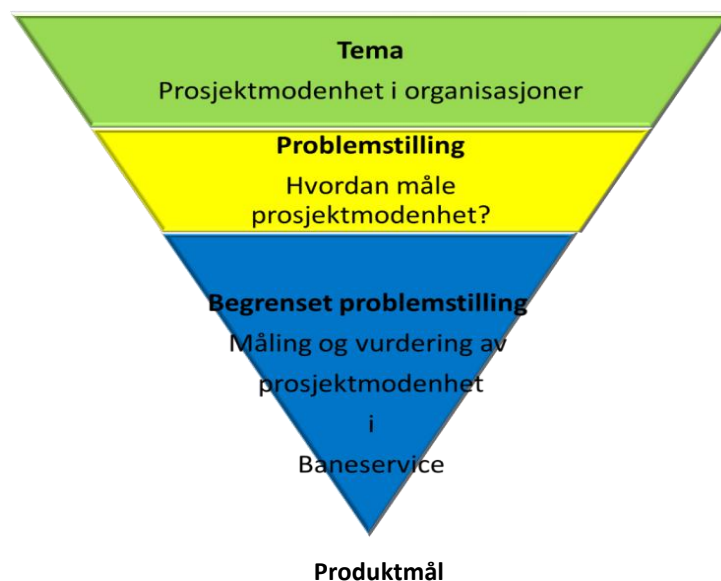 Tema
Prosjektmodenhet i organisasjoner
Problemstilling
Hvordan måle
prosjektmodenhet?
Begrenset problemstilling
Måling og vurdering av
prosjektmodenhet
i
Baneservice
Produktmål